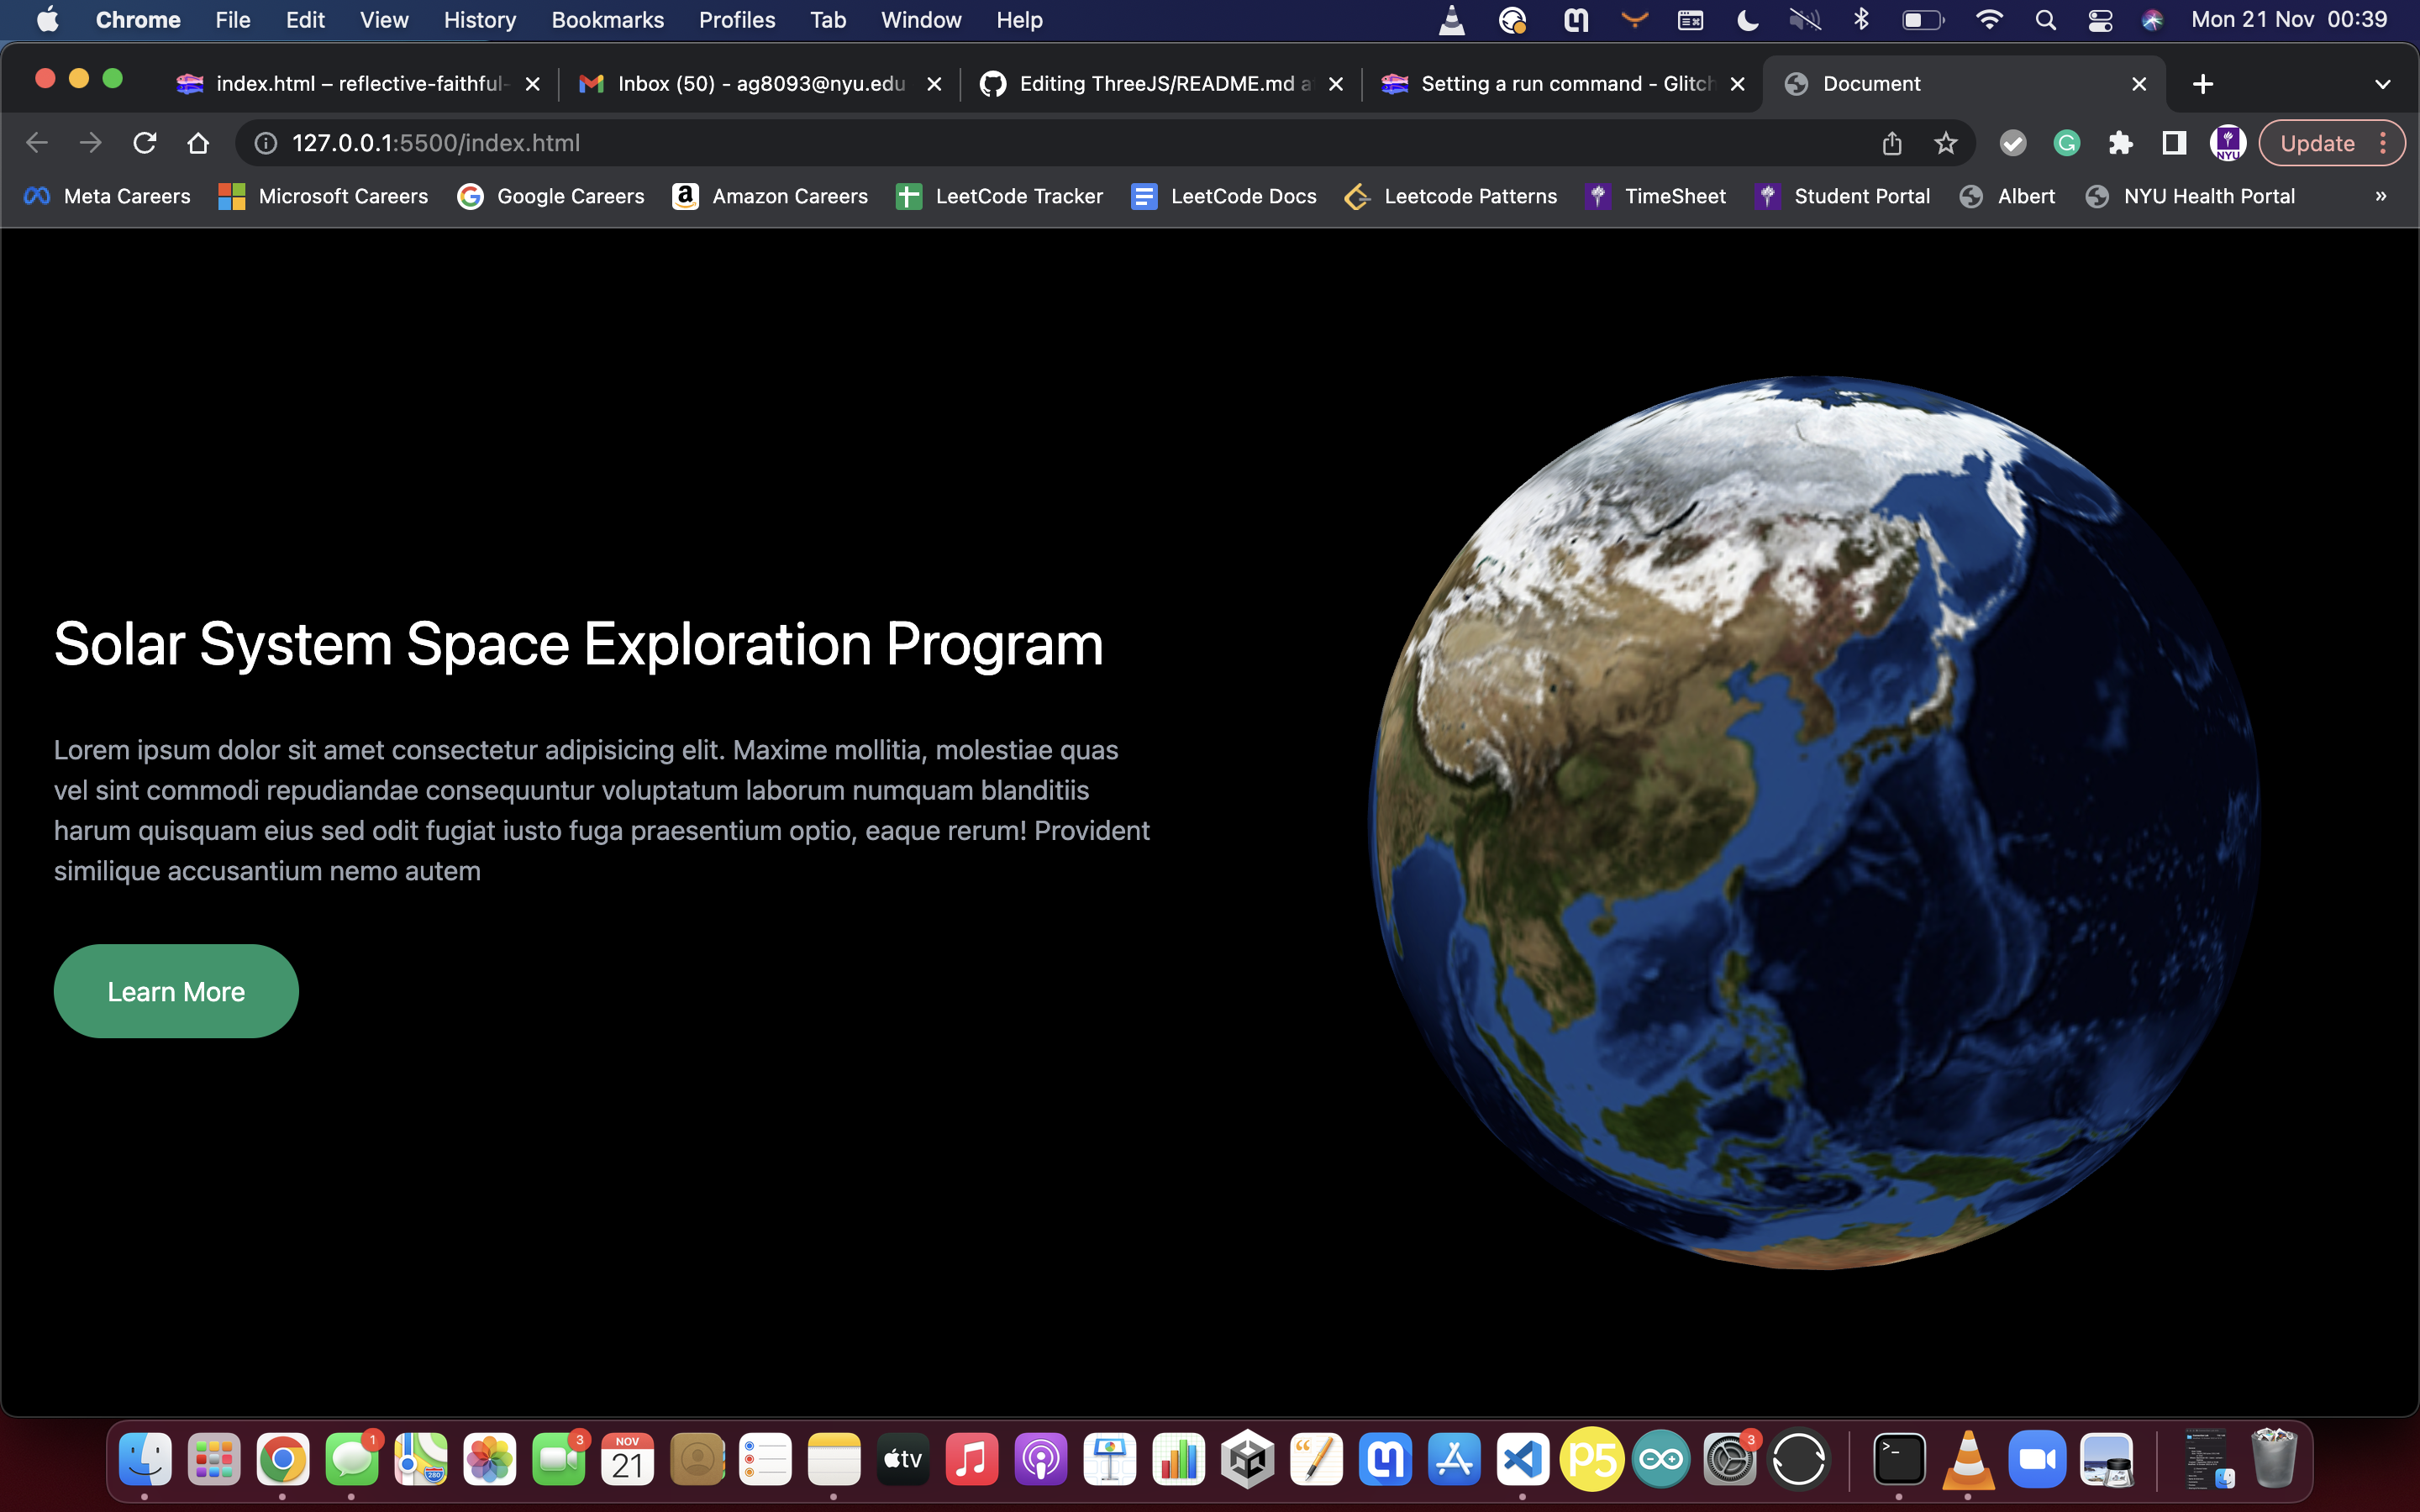 Chrome File Edit View History Bookmarks Profiles Tab Window Help Mon 21 Nov 00:39
index.html – reflective-faithful- Inbox (50) - ag8093@nyu.edu Editing ThreeJS/README.md a Setting a run command - Glitch Document
127.0.0.1:5500/index.html NYU Update
Meta Careers Microsoft Careers Google Careers Amazon Careers LeetCode Tracker LeetCode Docs Leetcode Patterns TimeSheet Student Portal Albert NYU Health Portal »
Solar System Space Exploration Program
Lorem ipsum dolor sit amet consectetur adipisicing elit. Maxime mollitia, molestiae quas
vel sint commodi repudiandae consequuntur voluptatum laborum numquam blanditiis
harum quisquam eius sed odit fugiat iusto fuga praesentium optio, eaque rerum! Provident
similique accusantium nemo autem
Learn More
1 280 3 NOV 21 tv P5 3